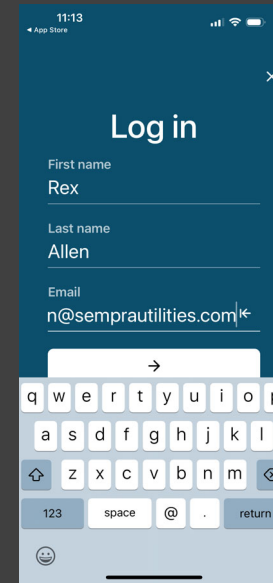 11:13
◄ App Store
Log in
First name
Rex
Last name
Allen
Email
n@semprautilities.com
q w e r t y u i o p
a s d f g h j k l
z x c v b n m
123 space @ . return